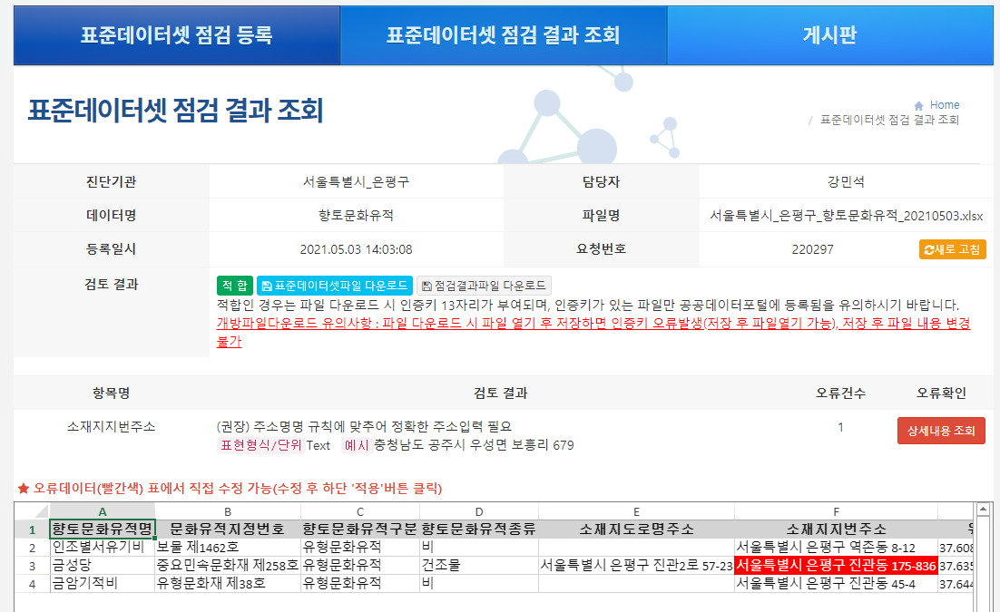 표준데이터셋 점검 등록 표준데이터셋 점검 결과 조회 게시판
표준데이터셋 점검 결과 조회
Home
/ 표준데이터셋 점검 결과 조회
진단기관 서울특별시_은평구 담당자 강민석
데이터명 향토문화유적 파일명 서울특별시_은평구_향토문화유적_20210503.xlsx
등록일시 2021.05.03 14:03:08 요청번호 220297 새로 고침
검토 결과 적 합 표준데이터셋파일 다운로드 점검결과파일 다운로드
적합인 경우는 파일 다운로드 시 인증키 13자리가 부여되며, 인증키가 있는 파일만 공공데이터포털에 등록됨을 유의하시기 바랍니다.
개방파일다운로드 유의사항 : 파일 다운로드 시 파일 열기 후 저장하면 인증키 오류발생(저장 후 파일열기 가능), 저장 후 파일 내용 변경
불가
항목명 검토 결과 오류건수 오류확인
소재지지번주소 (권장) 주소명명 규칙에 맞추어 정확한 주소입력 필요 1 상세내용 조회
표현형식/단위 Text 예시 충청남도 공주시 우성면 보흥리 679
★ 오류데이터(빨간색) 표에서 직접 수정 가능(수정 후 하단 '적용'버튼 클릭)
A B C D E F
1 향토문화유적명 문화유적지정번호 향토문화유적구분 향토문화유적종류 소재지도로명주소 소재지지번주소
2 인조별서유기비 보물 제1462호 유형문화유적 비 서울특별시 은평구 역촌동 8-12 37.608
3 금성당 중요민속문화재 제258호 유형문화유적 건조물 서울특별시 은평구 진관2로 57-23 서울특별시 은평구 진관동 175-836 37.635
4 금암기적비 유형문화재 제38호 유형문화유적 비 서울특별시 은평구 진관동 45-4 37.644